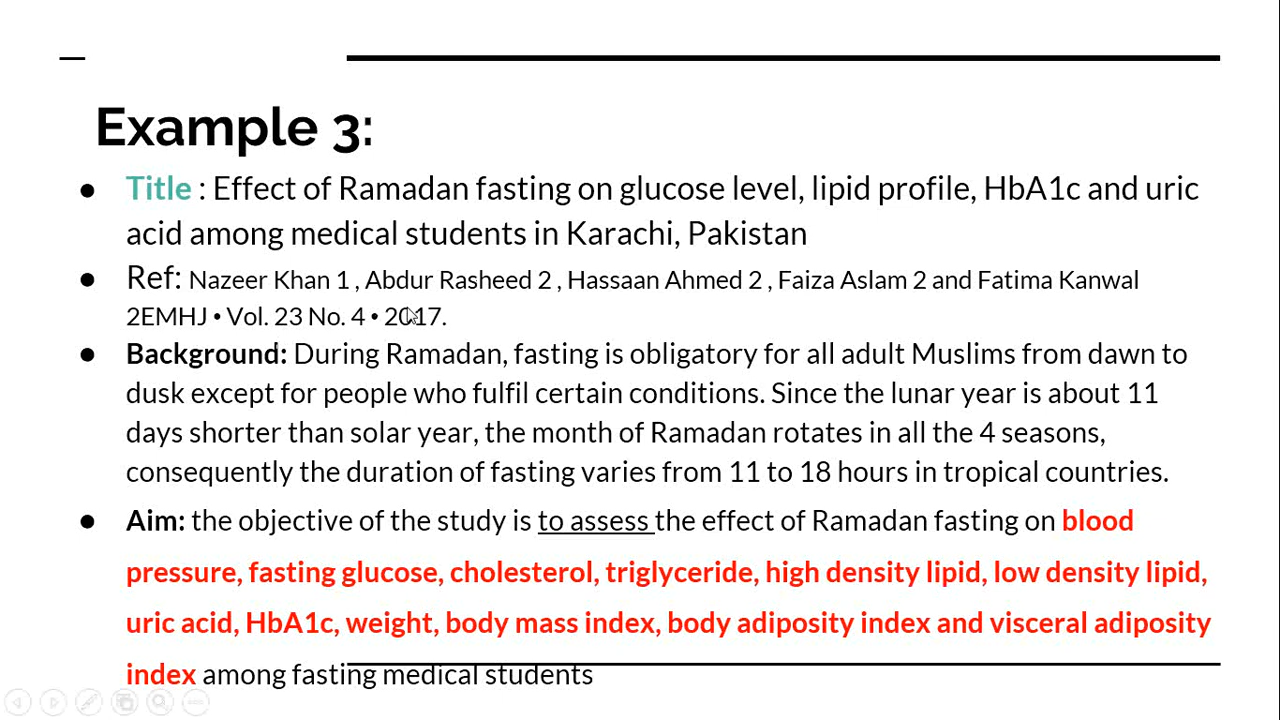 Example 3:
● Title : Effect of Ramadan fasting on glucose level, lipid profile, HbA1c and uric
acid among medical students in Karachi, Pakistan
● Ref: Nazeer Khan 1 , Abdur Rasheed 2 , Hassaan Ahmed 2 , Faiza Aslam 2 and Fatima Kanwal
2EMHJ • Vol. 23 No. 4 • 2017.
● Background: During Ramadan, fasting is obligatory for all adult Muslims from dawn to
dusk except for people who fulfil certain conditions. Since the lunar year is about 11
days shorter than solar year, the month of Ramadan rotates in all the 4 seasons,
consequently the duration of fasting varies from 11 to 18 hours in tropical countries.
● Aim: the objective of the study is to assess the effect of Ramadan fasting on blood
pressure, fasting glucose, cholesterol, triglyceride, high density lipid, low density lipid,
uric acid, HbA1c, weight, body mass index, body adiposity index and visceral adiposity
index among fasting medical students